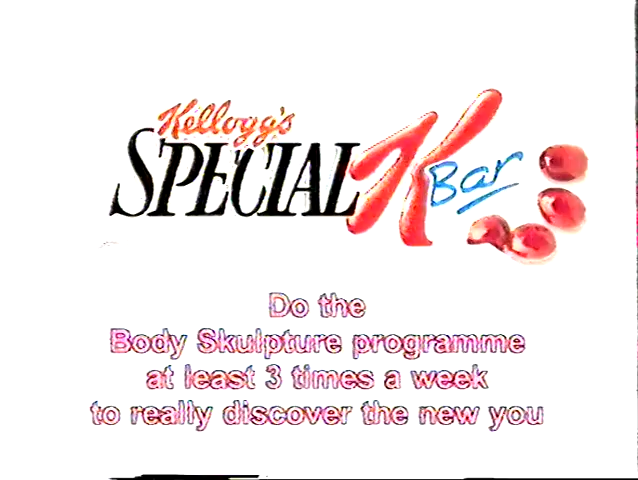 Kellogg's
SPECIAL K Bar
Do the
Body Skulpture programme
at least 3 times a week
to really discover the new you